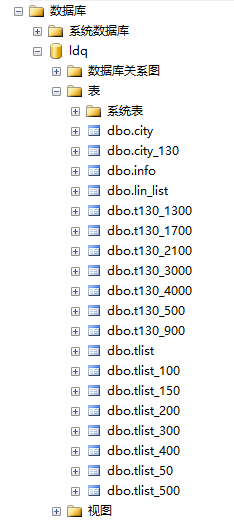 数据库
系统数据库
ldq
数据库关系图
表
系统表
dbo.city
dbo.city_130
dbo.info
dbo.lin_list
dbo.t130_1300
dbo.t130_1700
dbo.t130_2100
dbo.t130_3000
dbo.t130_4000
dbo.t130_500
dbo.t130_900
dbo.tlist
dbo.tlist_100
dbo.tlist_150
dbo.tlist_200
dbo.tlist_300
dbo.tlist_400
dbo.tlist_50
dbo.tlist_500
视图